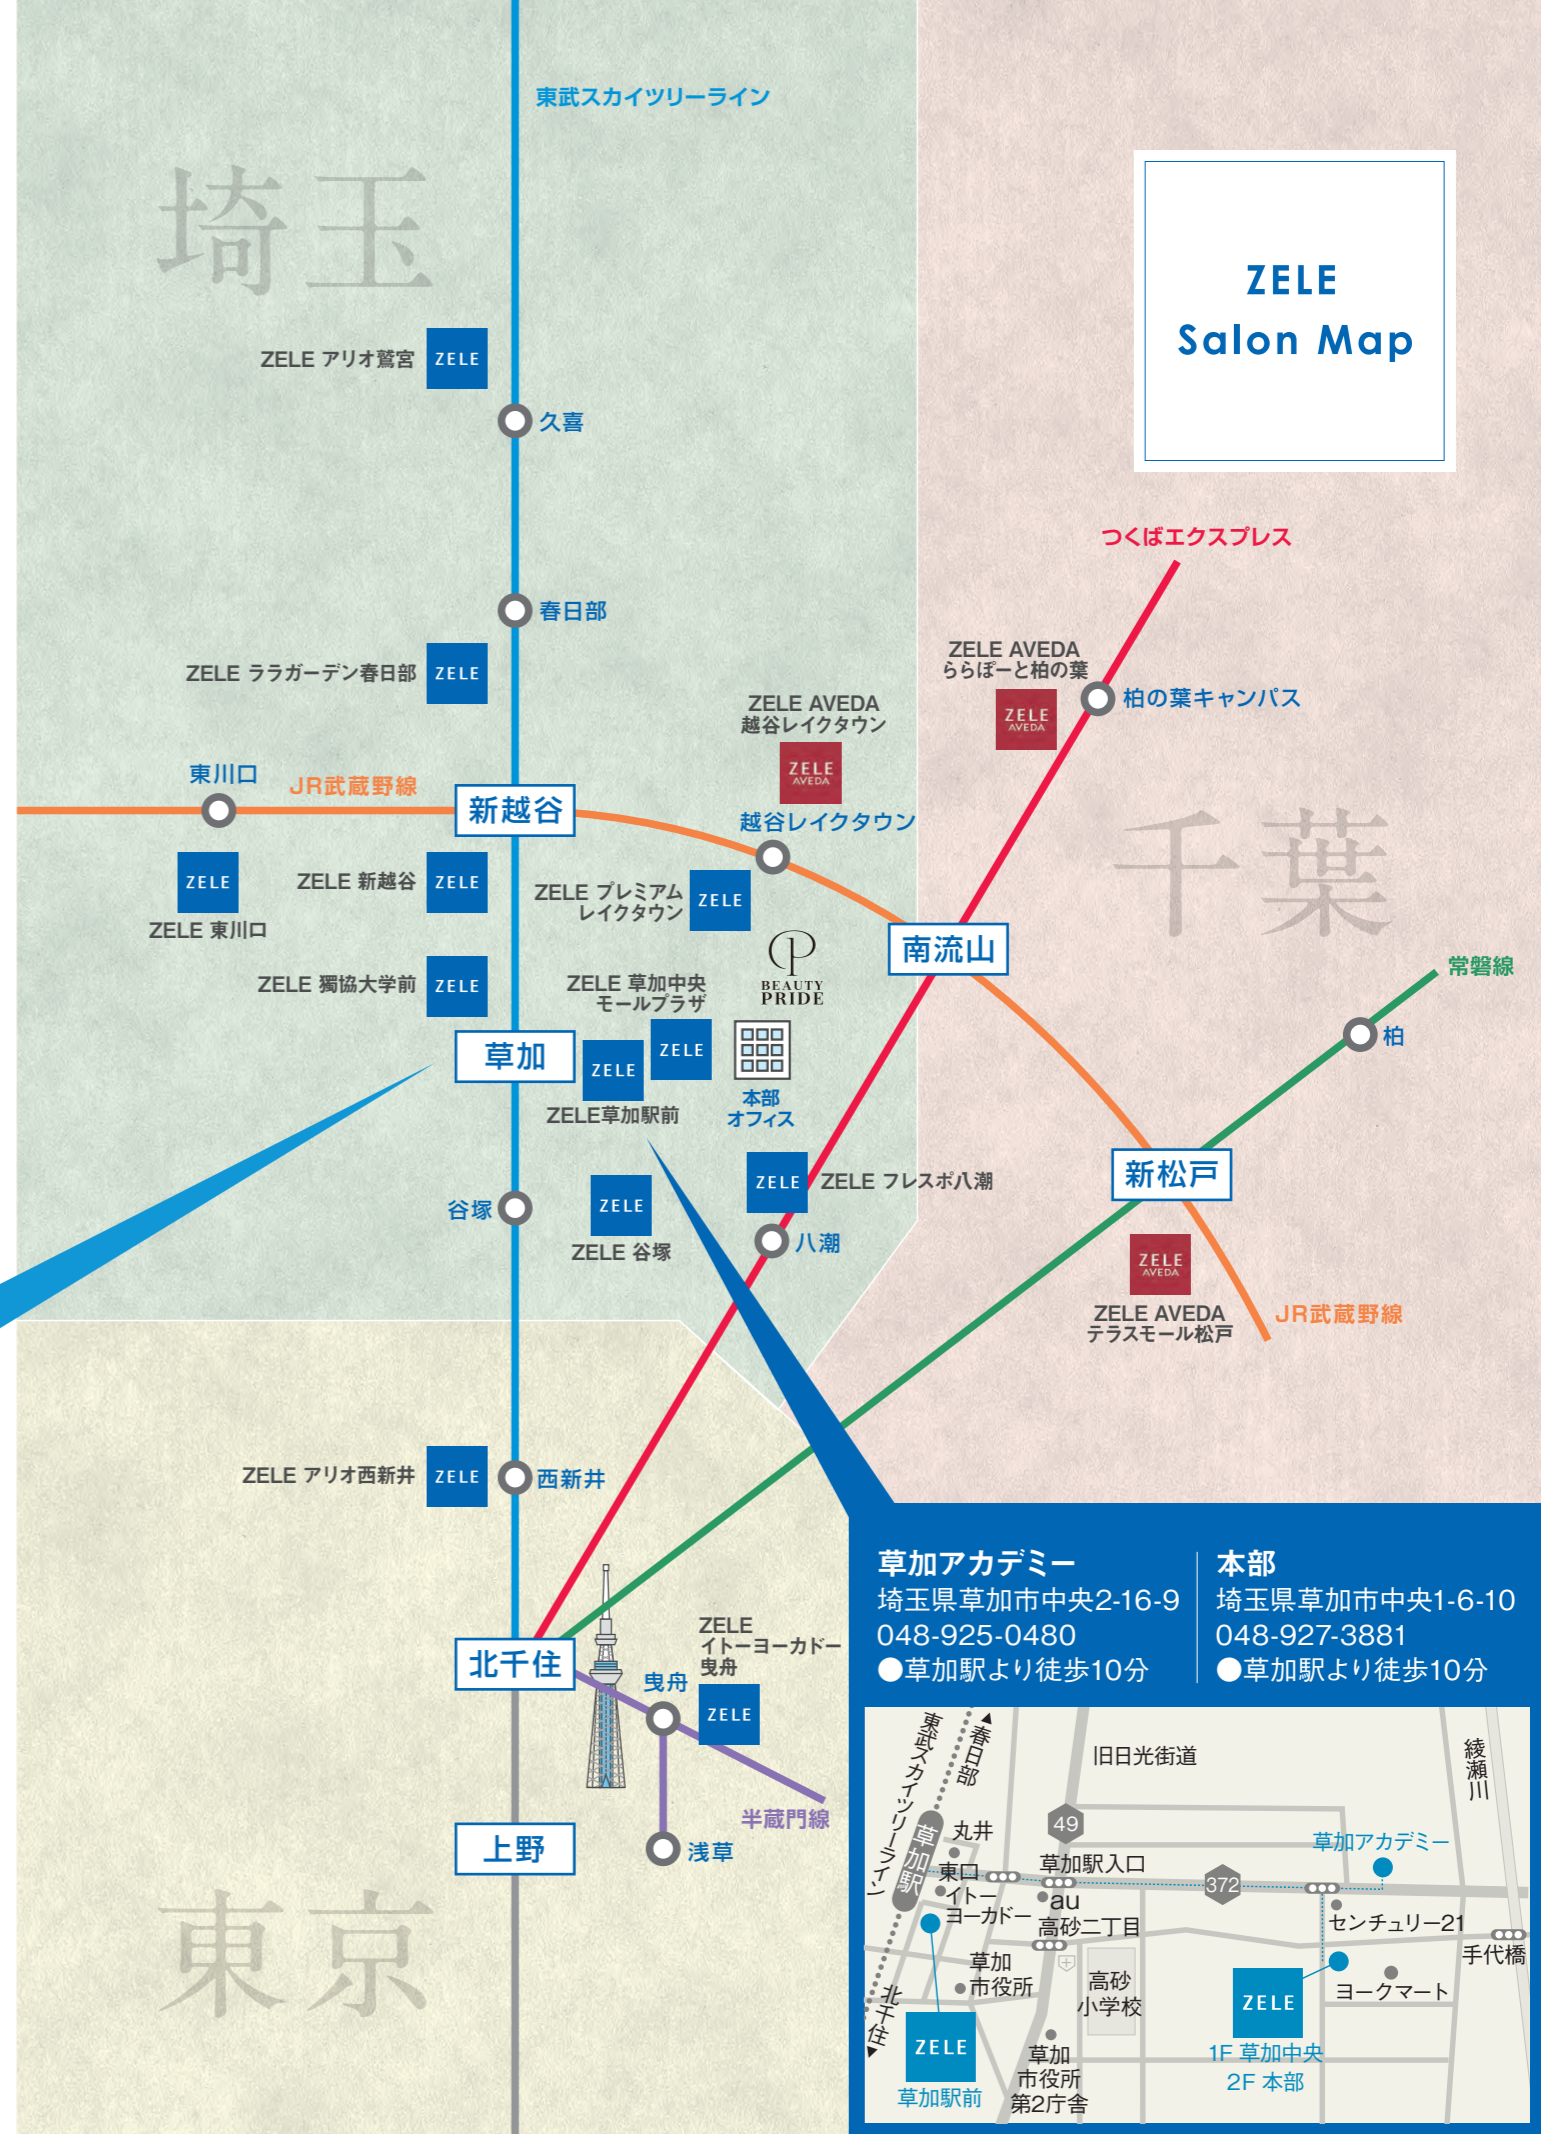 東武スカイツリーライン
埼玉
ZELE
Salon Map
ZELE アリオ鷲宮
ZELE
久喜
つくばエクスプレス
春日部
ZELE ララガーデン春日部
ZELE
ZELE AVEDA
ららぽーと柏の葉
ZELE
AVEDA
柏の葉キャンパス
ZELE AVEDA
越谷レイクタウン
ZELE
AVEDA
越谷レイクタウン
東川口
JR武蔵野線
新越谷
ZELE
ZELE 東川口
ZELE 新越谷
ZELE
ZELE プレミアム
レイクタウン
ZELE
千葉
南流山
BEAUTY
PRIDE
常磐線
柏
ZELE 獨協大学前
ZELE
ZELE 草加中央
モールプラザ
ZELE
草加
ZELE
ZELE草加駅前
本部
オフィス
新松戸
ZELE
ZELE フレスポ八潮
谷塚
ZELE
ZELE 谷塚
八潮
ZELE
AVEDA
ZELE AVEDA
テラスモール松戸
JR武蔵野線
ZELE アリオ西新井
ZELE
西新井
北千住
ZELE
イトーヨーカドー
曳舟
曳舟
ZELE
半蔵門線
上野
浅草
東京
草加アカデミー
埼玉県草加市中央2-16-9
048-925-0480
●草加駅より徒歩10分
本部
埼玉県草加市中央1-6-10
048-927-3881
●草加駅より徒歩10分
東武スカイツリーライン
▲春日部
旧日光街道
綾瀬川
49
丸井
草加駅
東口
草加駅入口
372
草加アカデミー
イトー
ヨーカドー
au
高砂二丁目
センチュリー21
手代橋
草加
市役所
高砂
小学校
ヨークマート
北千住▼
ZELE
草加駅前
草加
市役所
第2庁舎
ZELE
1F 草加中央
2F 本部